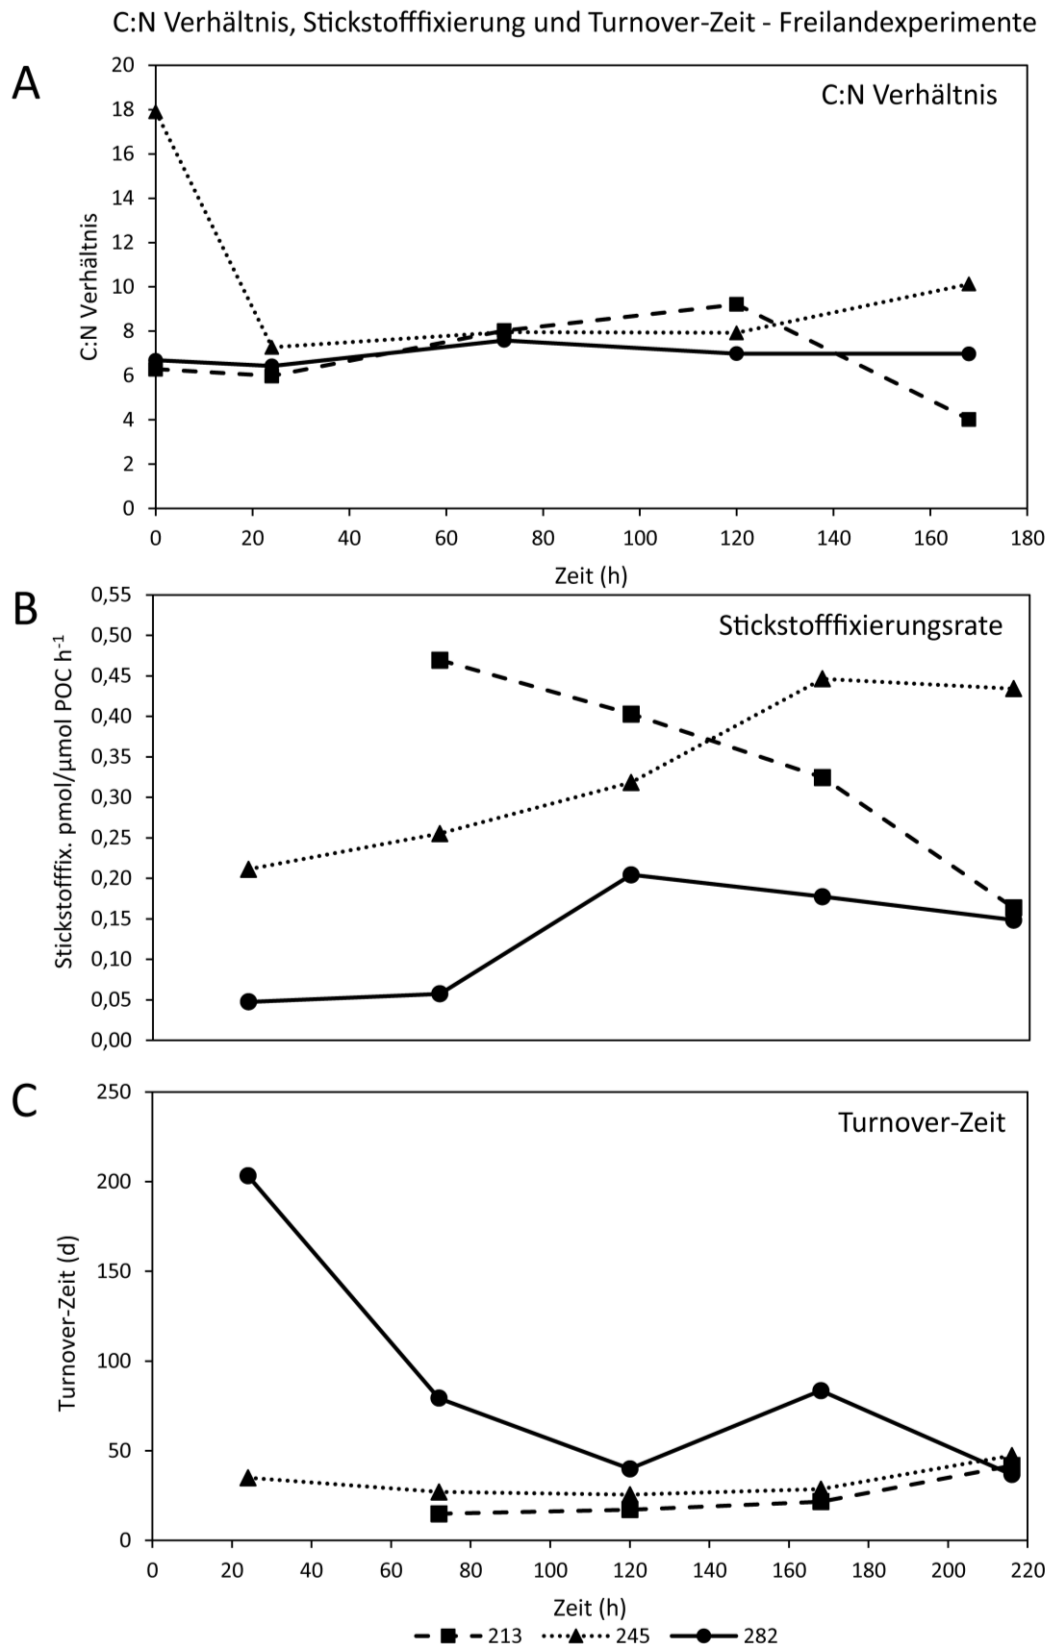 C:N Verhältnis, Stickstofffixierung und Turnover-Zeit - Freilandexperimente
A
C:N Verhältnis
C:N Verhältnis
20
18
16
14
12
10
8
6
4
2
0
0 20 40 60 80 100 120 140 160 180
Zeit (h)
B
Stickstofffixierungsrate
Stickstofffix. pmol/µmol POC h⁻¹
0,55
0,50
0,45
0,40
0,35
0,30
0,25
0,20
0,15
0,10
0,05
0,00
C
Turnover-Zeit
Turnover-Zeit (d)
250
200
150
100
50
0
0 20 40 60 80 100 120 140 160 180 200 220
Zeit (h)
213 245 282